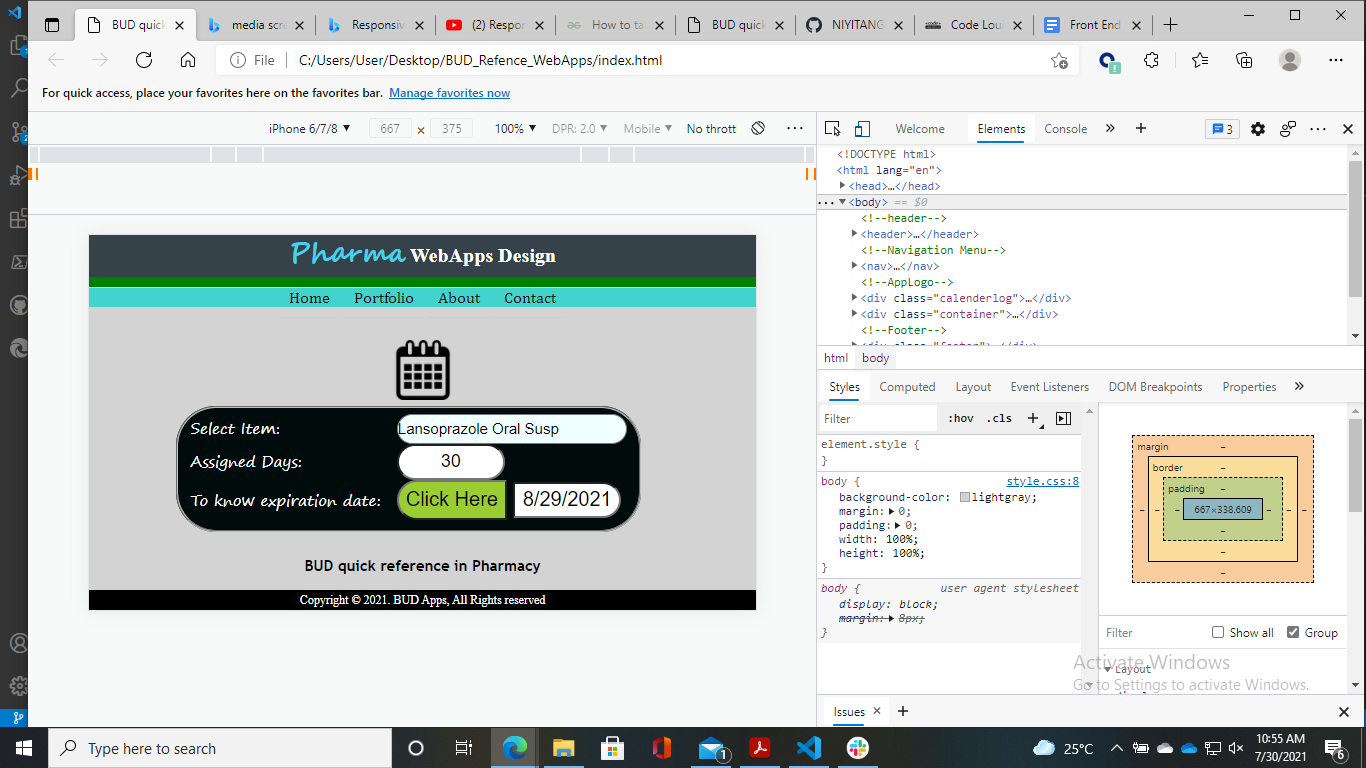 BUD quick
media scre
Responsiv
(2) Respon
How to ta
BUD quick
NIYITANG
Code Lou
Front End
File
C:/Users/User/Desktop/BUD_Refence_WebApps/index.html
For quick access, place your favorites here on the favorites bar. Manage favorites now
iPhone 6/7/8 ▼ 667 × 375 100% ▼ DPR: 2.0 ▼ Mobile ▼ No thrott
Welcome Elements Console 3
<!DOCTYPE html>
<html lang="en">
<head>…</head>
<body> == $0
<!--header-->
<header>…</header>
<!--Navigation Menu-->
<nav>…</nav>
<!--AppLogo-->
<div class="calenderlog">…</div>
<div class="container">…</div>
<!--Footer-->
<div class="footer">…</div>
html body
Pharma WebApps Design
Home Portfolio About Contact
Select Item: Lansoprazole Oral Susp
Assigned Days: 30
To know expiration date: Click Here 8/29/2021
BUD quick reference in Pharmacy
Copyright © 2021. BUD Apps, All Rights reserved
Styles Computed Layout Event Listeners DOM Breakpoints Properties
Filter :hov .cls
element.style {
}
body { style.css:8
background-color: lightgray;
margin: 0;
padding: 0;
width: 100%;
height: 100%;
}
body { user agent stylesheet
display: block;
margin: 8px;
}
margin
border
padding
667×338.609
Filter Show all Group
Layout
Activate Windows
Go to Settings to activate Windows.
Issues
Type here to search
1
25°C
10:55 AM
7/30/2021
6